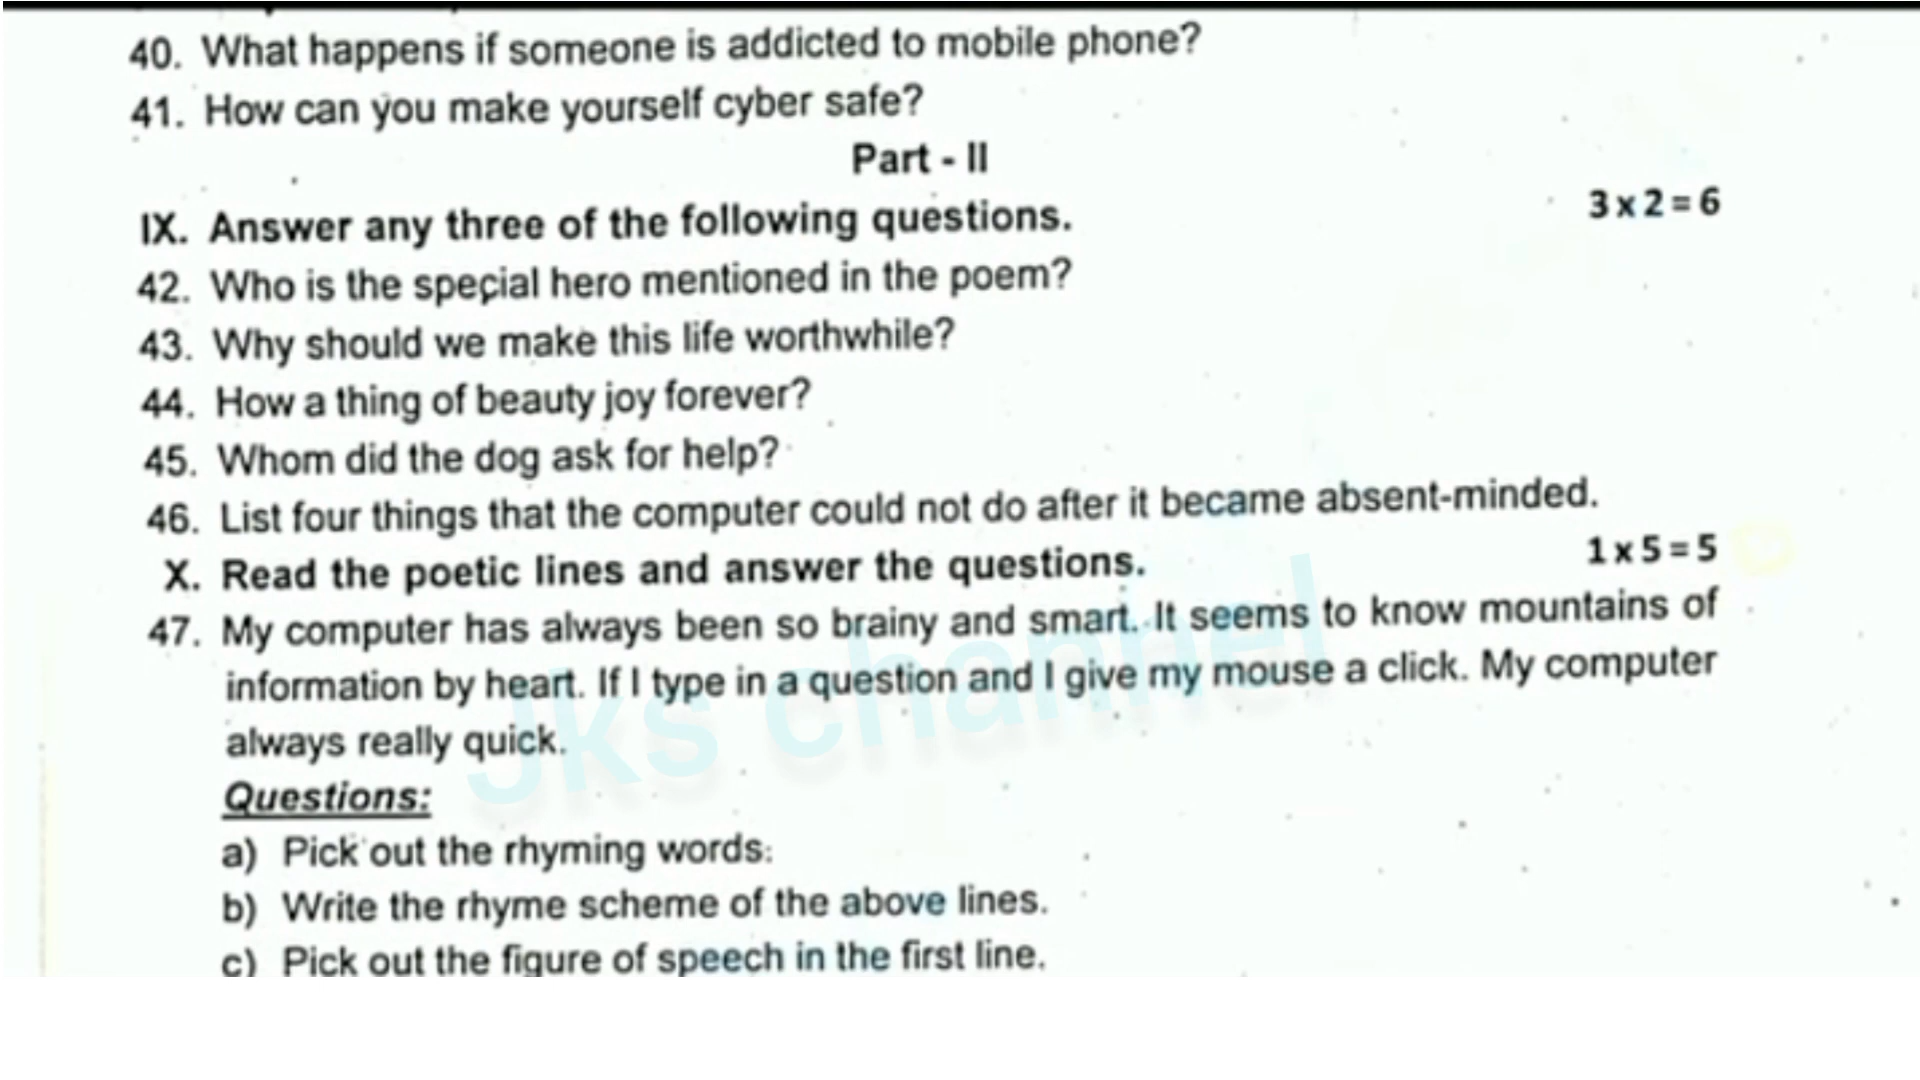 40. What happens if someone is addicted to mobile phone?
41. How can you make yourself cyber safe?
Part - II
IX. Answer any three of the following questions. 3 x 2 = 6
42. Who is the special hero mentioned in the poem?
43. Why should we make this life worthwhile?
44. How a thing of beauty joy forever?
45. Whom did the dog ask for help?
46. List four things that the computer could not do after it became absent-minded.
X. Read the poetic lines and answer the questions. 1 x 5 = 5
47. My computer has always been so brainy and smart. It seems to know mountains of
information by heart. If I type in a question and I give my mouse a click. My computer
always really quick.
Questions:
a) Pick out the rhyming words:
b) Write the rhyme scheme of the above lines.
c) Pick out the figure of speech in the first line.
Jks channel